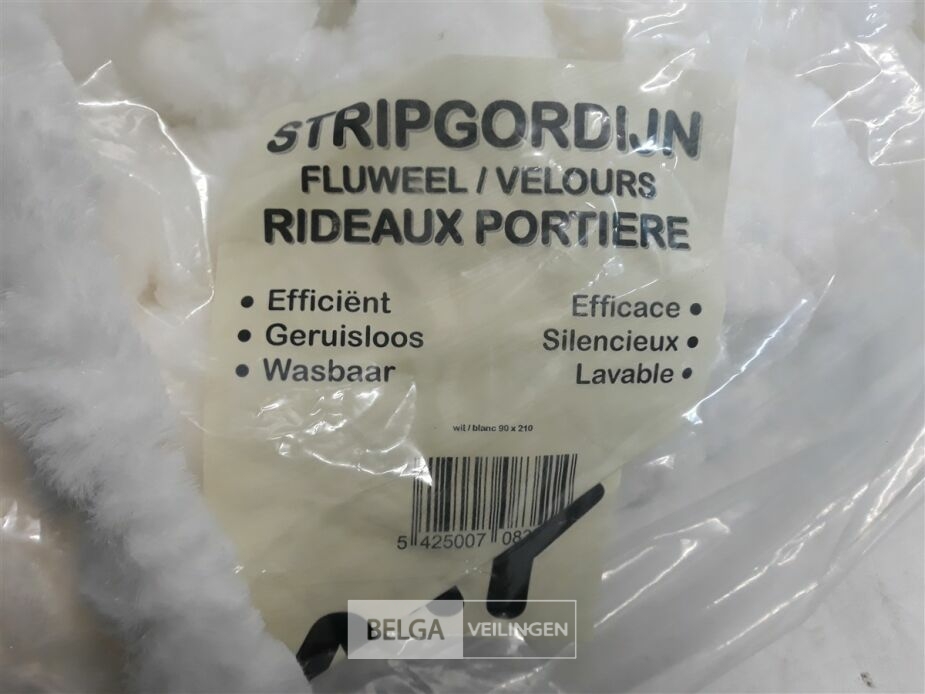 STRIPGORDIJN
FLUWEEL / VELOURS
RIDEAUX PORTIERE
• Efficiënt
• Geruisloos
• Wasbaar
Efficace •
Silencieux •
Lavable •
wit / blanc 90 x 210
5 425007
BELGA VEILINGEN